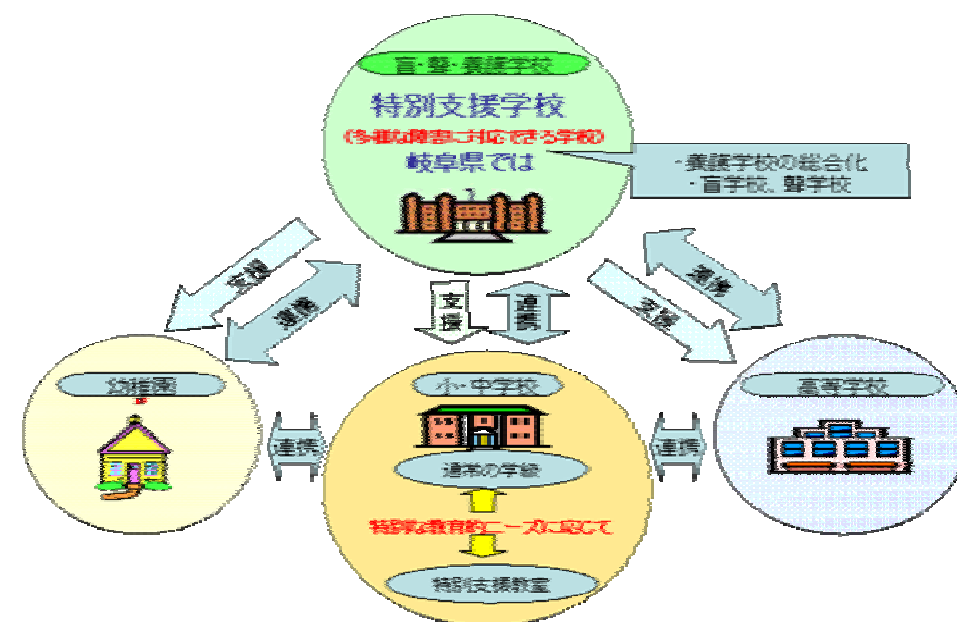 盲・聾・養護学校
特別支援学校
(多様な障害に対応できる学校)
岐阜県では
・養護学校の総合化
・盲学校、聾学校
支援
連携
支援
連携
支援
連携
幼稚園
小・中学校
高等学校
連携
連携
通常の学級
特別な教育的ニーズに応じて
特別支援教室